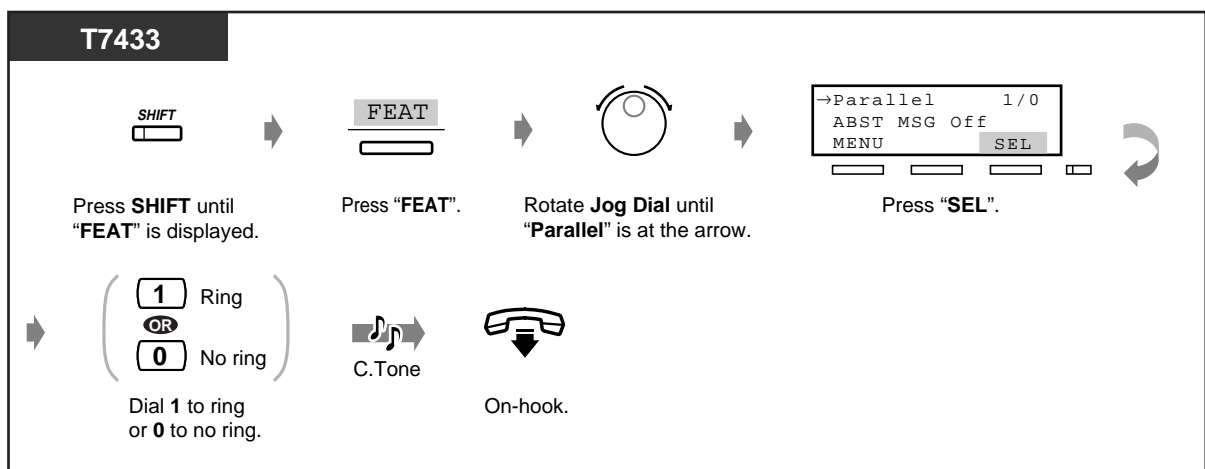 T7433
SHIFT
FEAT
→Parallel 1/0
ABST MSG Off
MENU SEL
Press SHIFT until
“FEAT” is displayed.
Press “FEAT”.
Rotate Jog Dial until
“Parallel” is at the arrow.
Press “SEL”.
1 Ring
OR
0 No ring
Dial 1 to ring
or 0 to no ring.
C.Tone
On-hook.